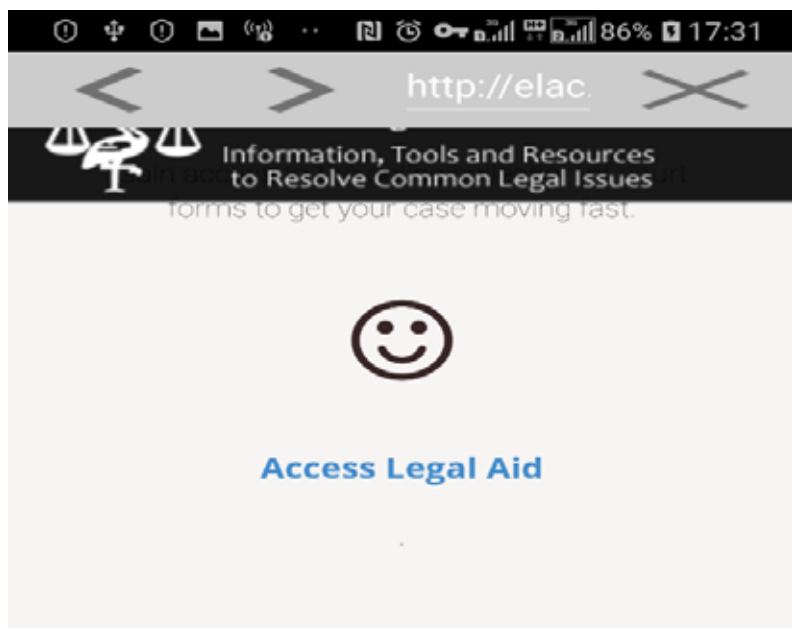 86% 17:31
http://elac.
Information, Tools and Resources
to Resolve Common Legal Issues
forms to get your case moving fast.
Access Legal Aid